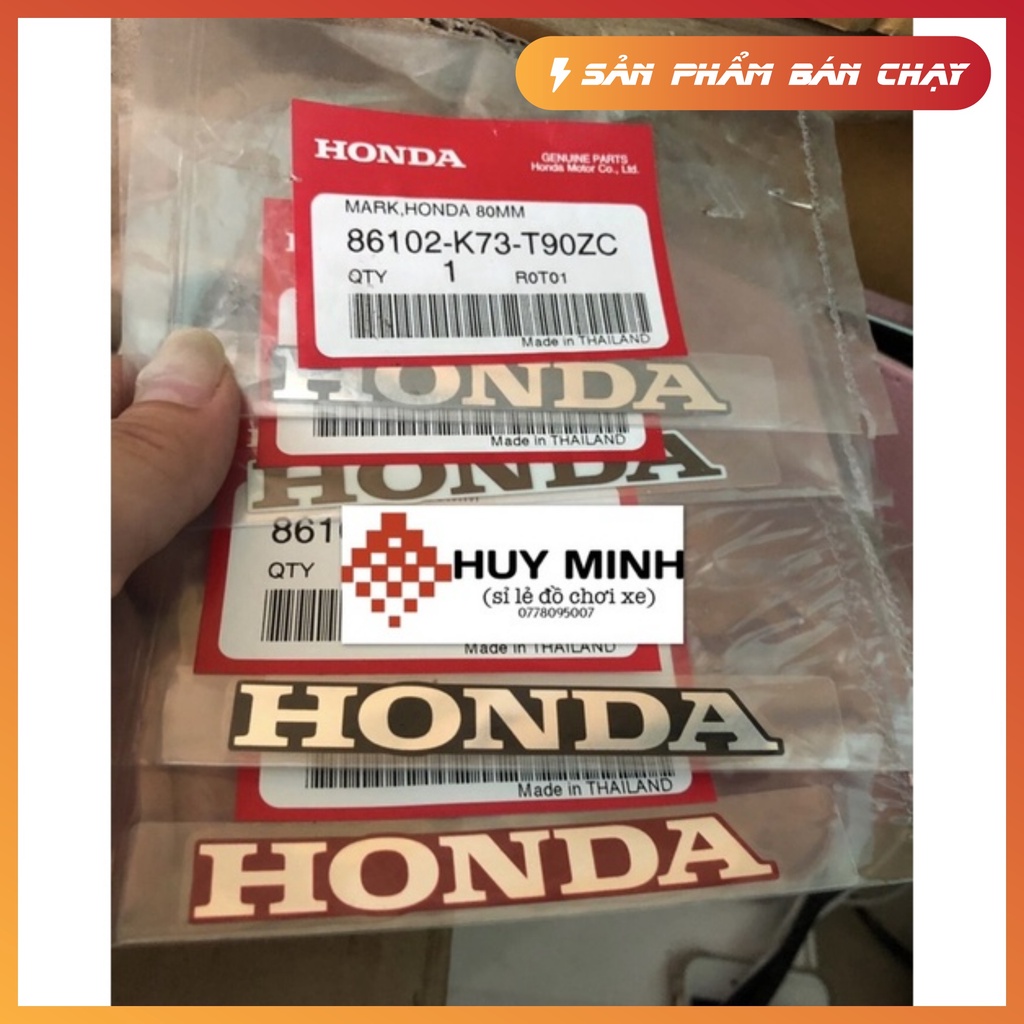 SẢN PHẨM BÁN CHẠY
HONDA
GENUINE PARTS
Honda Motor Co., Ltd.
MARK,HONDA 80MM
86102-K73-T90ZC
QTY 1 R0T01
Made in THAILAND
HONDA
Made in THAILAND
HONDA
861
QTY
HUY MINH
(sỉ lẻ đồ chơi xe)
0778095007
Made in THAILAND
HONDA
Made in THAILAND
HONDA